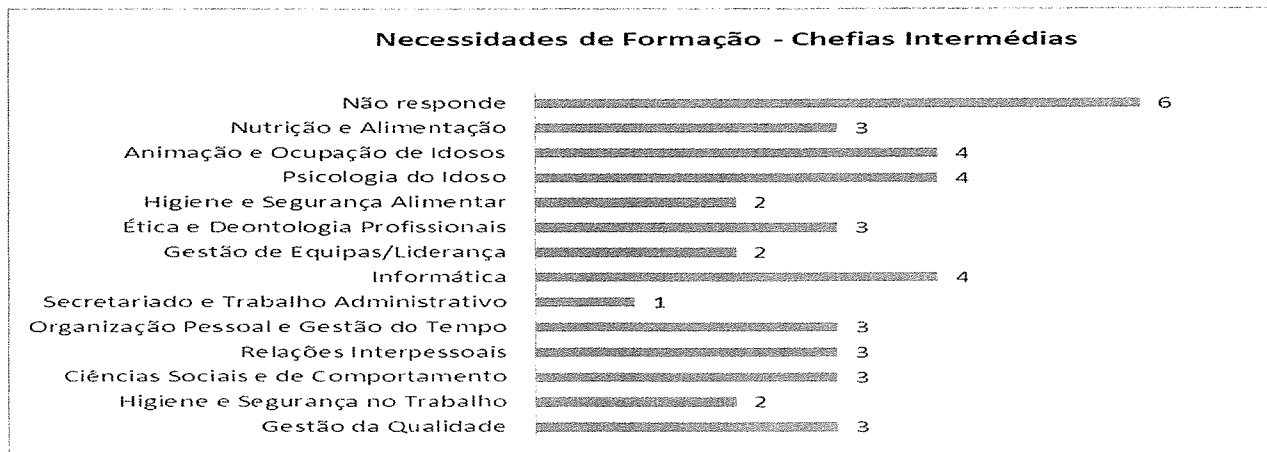 Necessidades de Formação - Chefias Intermédias
Não responde 6
Nutrição e Alimentação 3
Animação e Ocupação de Idosos 4
Psicologia do Idoso 4
Higiene e Segurança Alimentar 2
Ética e Deontologia Profissionais 3
Gestão de Equipas/Liderança 2
Informática 4
Secretariado e Trabalho Administrativo 1
Organização Pessoal e Gestão do Tempo 3
Relações Interpessoais 3
Ciências Sociais e de Comportamento 3
Higiene e Segurança no Trabalho 2
Gestão da Qualidade 3